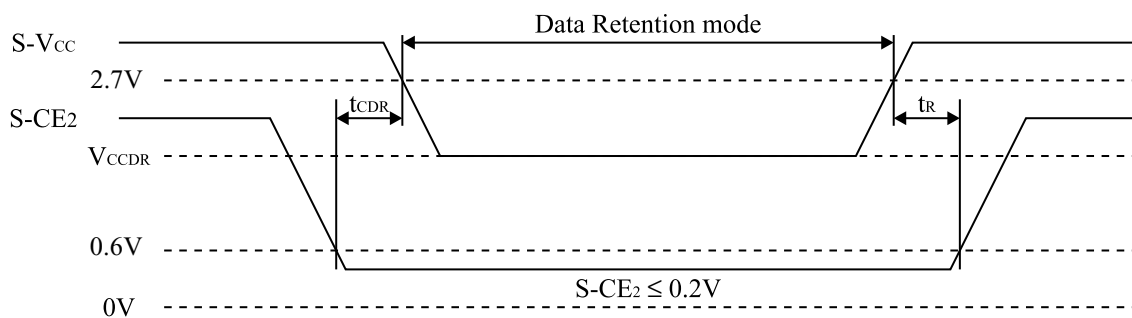 Data Retention mode
S-VCC
2.7V
tCDR
tR
S-CE2
VCCDR
0.6V
S-CE2 ≤ 0.2V
0V